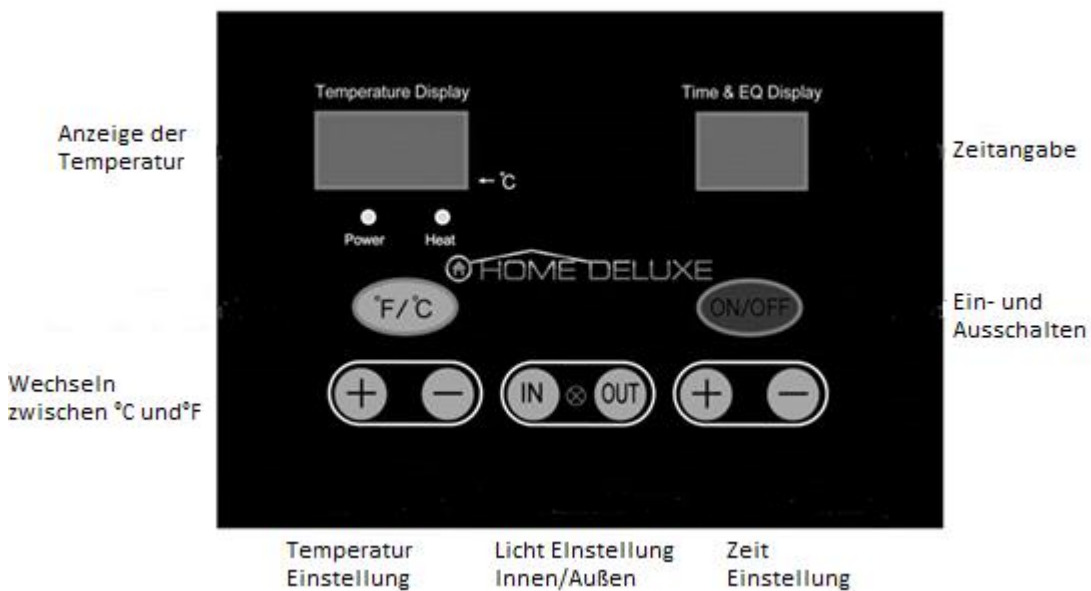 Temperature Display
Time & EQ Display
Anzeige der
Temperatur
Zeitangabe
←℃
Power
Heat
HOME DELUXE
°F/℃
ON/OFF
Ein- und
Ausschalten
Wechseln
zwischen °C und°F
+
−
IN
OUT
+
−
Temperatur
Einstellung
Licht EInstellung
Innen/Außen
Zeit
Einstellung